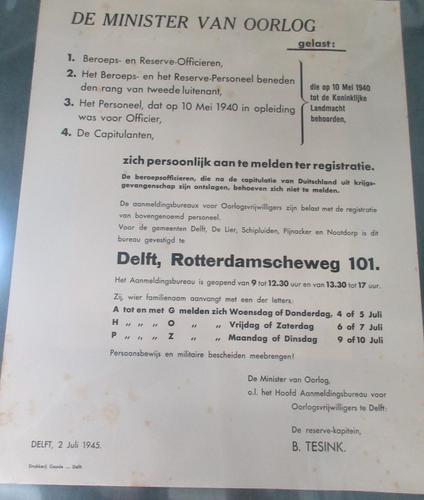 DE MINISTER VAN OORLOG
gelast:
1. Beroeps- en Reserve-Officieren,
2. Het Beroeps- en het Reserve-Personeel beneden
den rang van tweede luitenant,
3. Het Personeel, dat op 10 Mei 1940 in opleiding
was voor Officier,
4. De Capitulanten,
die op 10 Mei 1940
tot de Koninklijke
Landmacht
behoorden,
zich persoonlijk aan te melden ter registratie.
De beroepsofficieren, die na de capitulatie van Duitschland uit krijgs-
gevangenschap zijn ontslagen, behoeven zich niet te melden.
De aanmeldingsbureaux voor Oorlogsvrijwilligers zijn belast met de registratie
van bovengenoemd personeel.
Voor de gemeenten Delft, De Lier, Schipluiden, Pijnacker en Nootdorp is dit
bureau gevestigd te
Delft, Rotterdamscheweg 101.
Het Aanmeldingsbureau is geopend van 9 tot 12.30 uur en van 13.30 tot 17 uur.
Zij, wier familienaam aanvangt met een der letters:
A tot en met G melden zich Woensdag of Donderdag, 4 of 5 Juli
H " " " O " " Vrijdag of Zaterdag 6 of 7 Juli
P " " " Z " " Maandag of Dinsdag 9 of 10 Juli
Persoonsbewijs en militaire bescheiden meebrengen!
De Minister van Oorlog,
o.l. het Hoofd Aanmeldingsbureau voor
Oorlogsvrijwilligers te Delft:
De reserve-kapitein,
B. TESINK.
DELFT, 2 Juli 1945.
Drukkerij Gaade — Delft